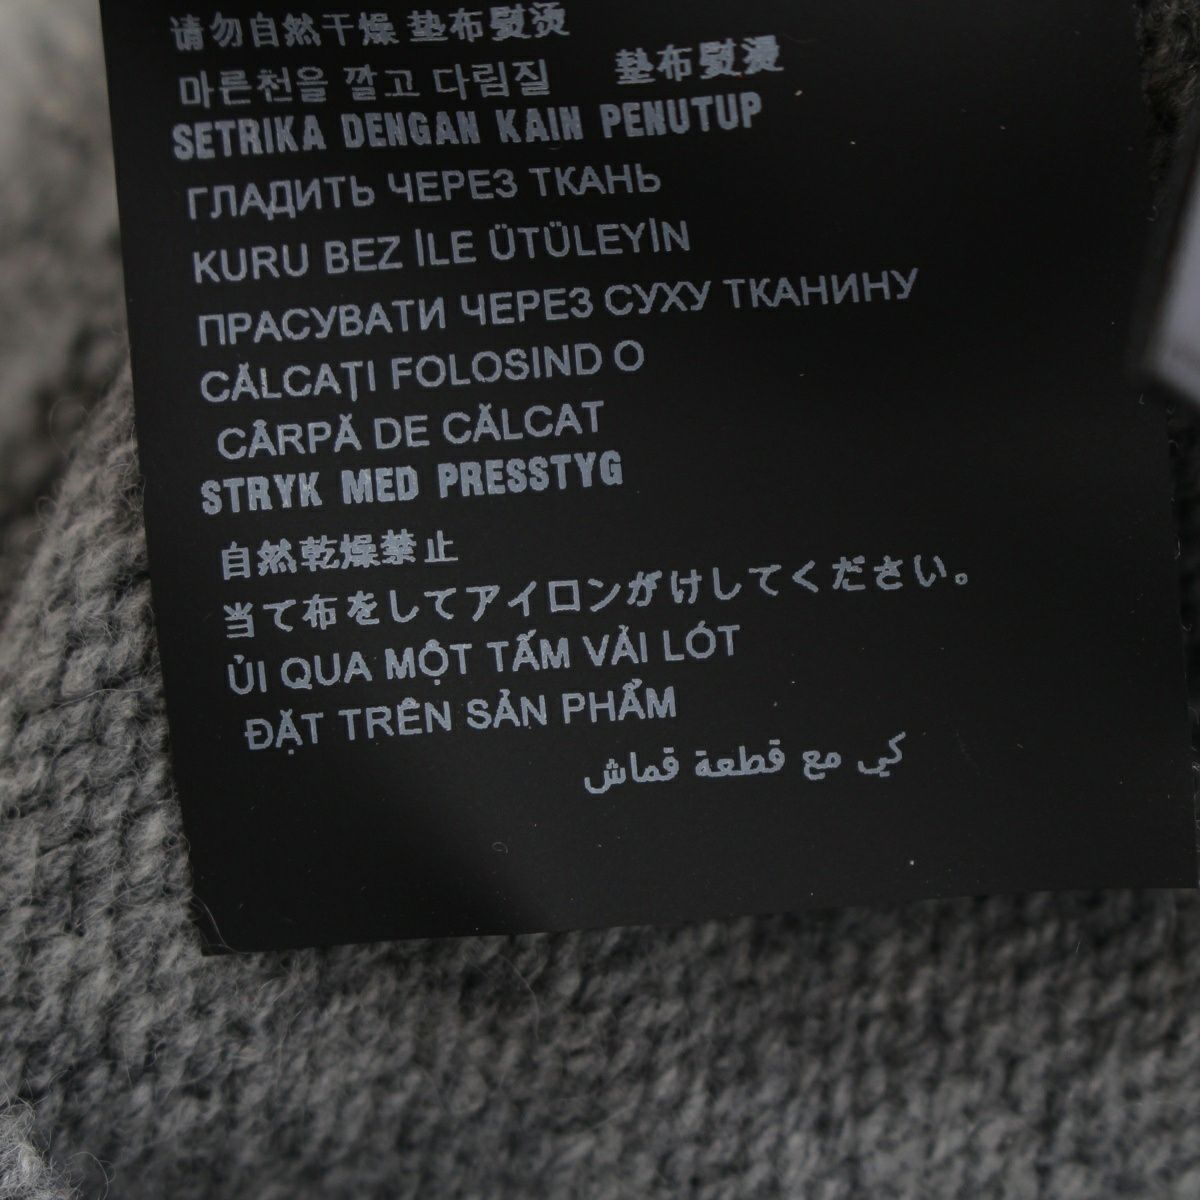 请勿自然干燥 垫布熨烫
마른천을 깔고 다림질 墊布熨燙
SETRIKA DENGAN KAIN PENUTUP
ГЛАДИТЬ ЧЕРЕЗ ТКАНЬ
KURU BEZ İLE ÜTÜLEYİN
ПРАСУВАТИ ЧЕРЕЗ СУХУ ТКАНИНУ
CĂLCAȚI FOLOSIND O
CÂRPĂ DE CĂLCAT
STRYK MED PRESSTYG
自然乾燥禁止
当て布をしてアイロンがけしてください。
ỦI QUA MỘT TẤM VẢI LÓT
ĐẶT TRÊN SẢN PHẨM
كي مع قطعة قماش